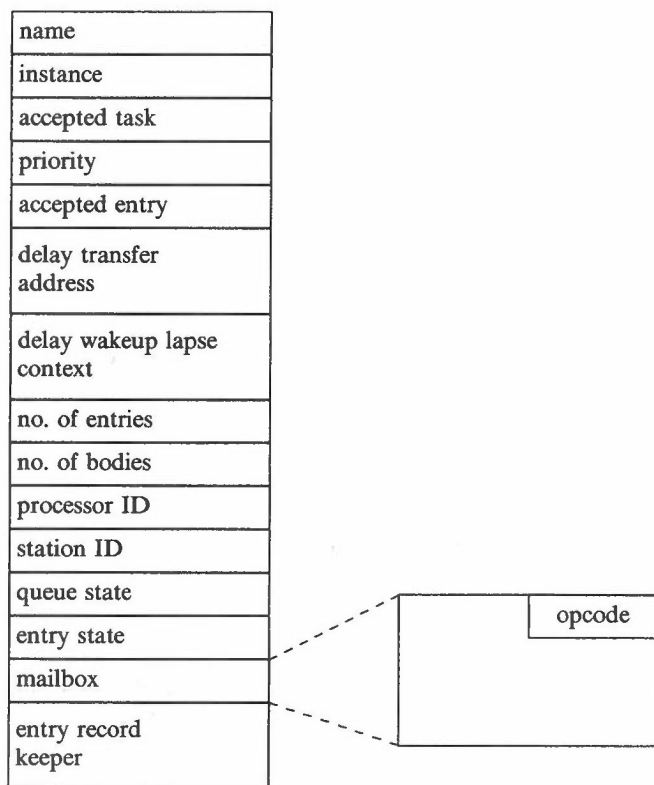 name
instance
accepted task
priority
accepted entry
delay transfer
address
delay wakeup lapse
context
no. of entries
no. of bodies
processor ID
station ID
queue state
entry state
mailbox
entry record
keeper
opcode